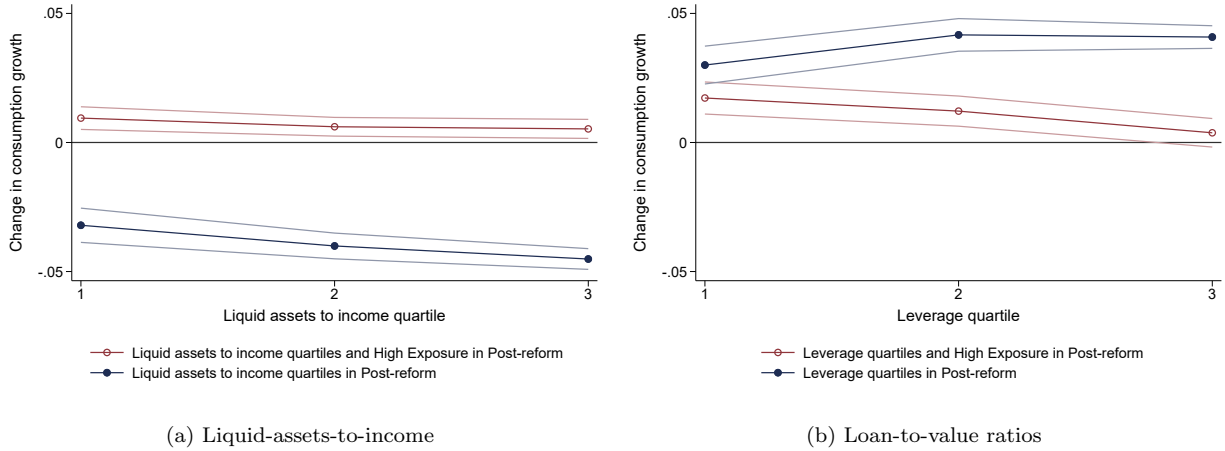 Change in consumption growth
.05
0
-.05
1
2
3
Liquid assets to income quartile
Liquid assets to income quartiles and High Exposure in Post-reform
Liquid assets to income quartiles in Post-reform
(a) Liquid-assets-to-income
Change in consumption growth
.05
0
-.05
1
2
3
Leverage quartile
Leverage quartiles and High Exposure in Post-reform
Leverage quartiles in Post-reform
(b) Loan-to-value ratios